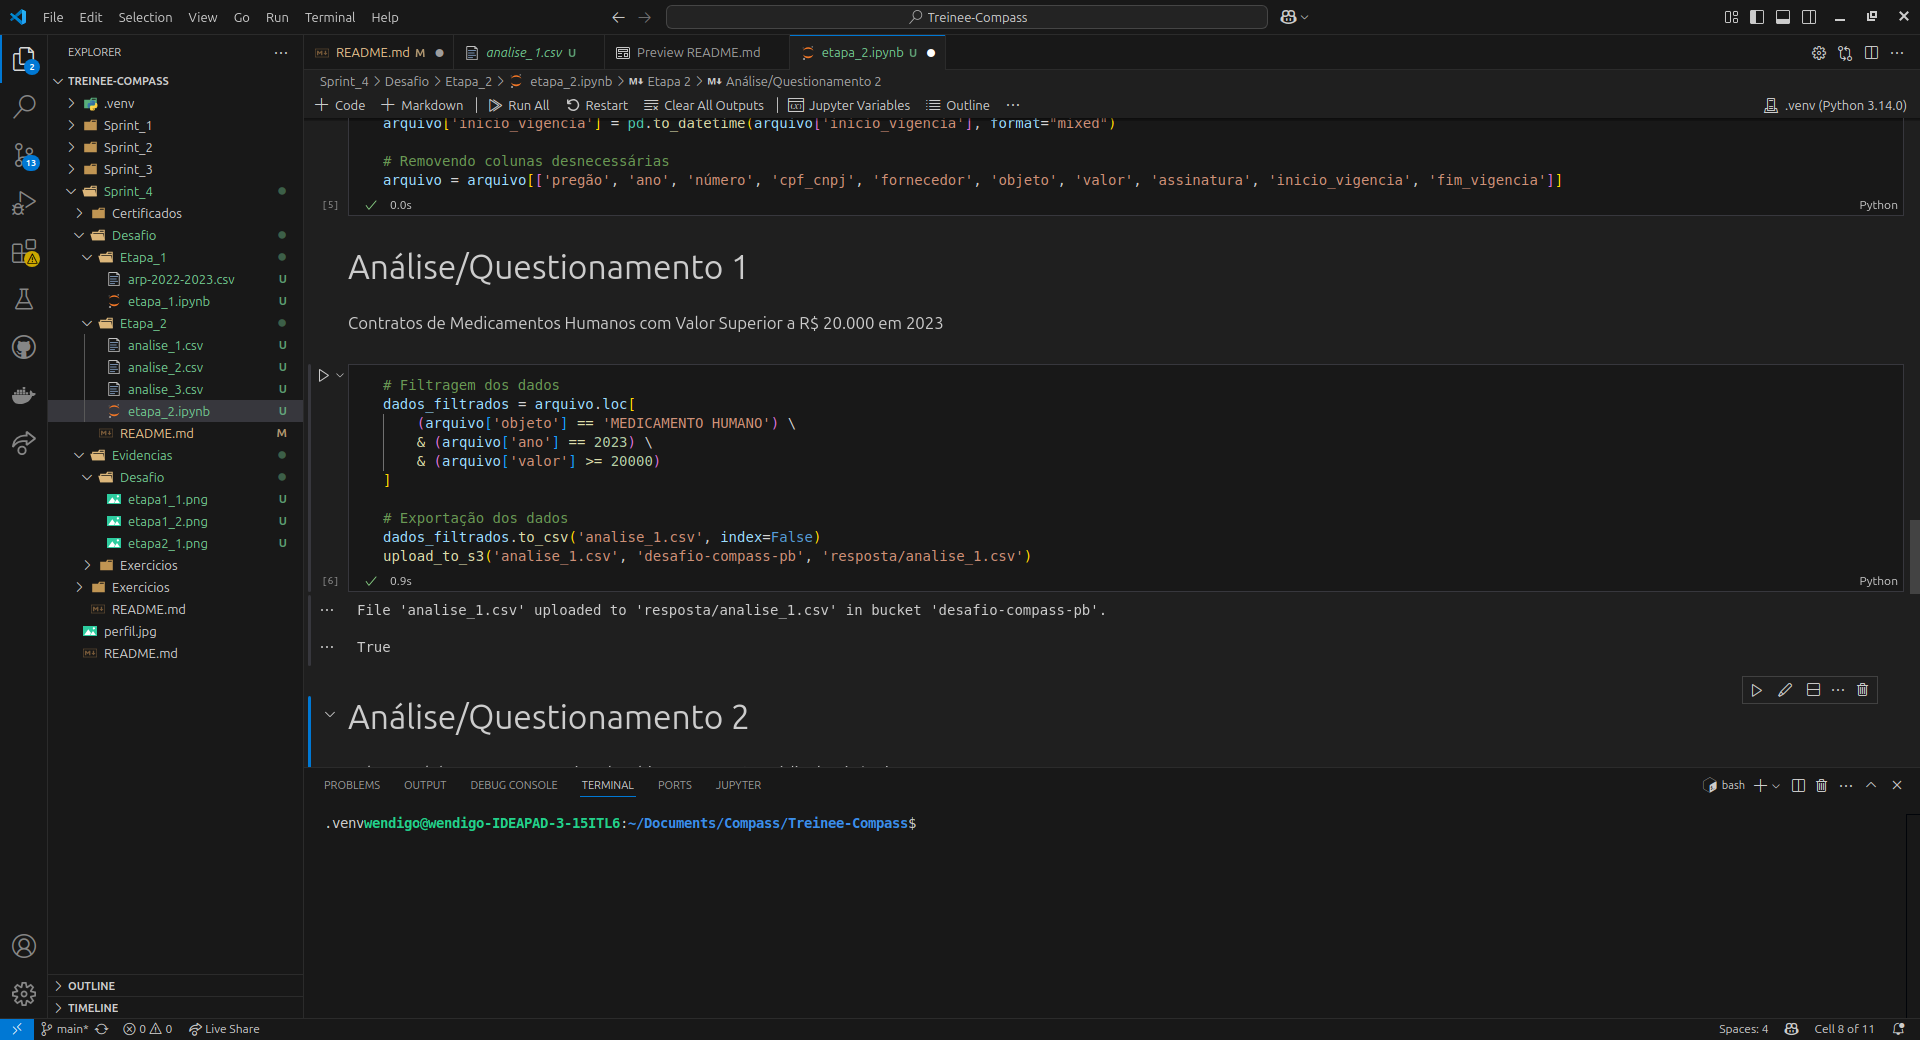 File Edit Selection View Go Run Terminal Help
Treinee-Compass
EXPLORER
TREINEE-COMPASS
.venv
Sprint_1
Sprint_2
Sprint_3
Sprint_4
Certificados
Desafio
Etapa_1
arp-2022-2023.csv U
etapa_1.ipynb U
Etapa_2
analise_1.csv U
analise_2.csv U
analise_3.csv U
etapa_2.ipynb U
README.md M
Evidencias
Desafio
etapa1_1.png U
etapa1_2.png U
etapa2_1.png U
Exercicios
Exercicios
README.md
perfil.jpg
README.md
OUTLINE
TIMELINE
2
13
README.md M
analise_1.csv U
Preview README.md
etapa_2.ipynb U
Sprint_4 > Desafio > Etapa_2 > etapa_2.ipynb > M↓ Etapa 2 > M↓ Análise/Questionamento 2
Code Markdown Run All Restart Clear All Outputs Jupyter Variables Outline ...
.venv (Python 3.14.0)
arquivo['inicio_vigencia'] = pd.to_datetime(arquivo['inicio_vigencia'], format="mixed")
# Removendo colunas desnecessárias
arquivo = arquivo[['pregão', 'ano', 'número', 'cpf_cnpj', 'fornecedor', 'objeto', 'valor', 'assinatura', 'inicio_vigencia', 'fim_vigencia']]
[5] 0.0s Python
Análise/Questionamento 1
Contratos de Medicamentos Humanos com Valor Superior a R$ 20.000 em 2023
# Filtragem dos dados
dados_filtrados = arquivo.loc[
(arquivo['objeto'] == 'MEDICAMENTO HUMANO') \
& (arquivo['ano'] == 2023) \
& (arquivo['valor'] >= 20000)
]
# Exportação dos dados
dados_filtrados.to_csv('analise_1.csv', index=False)
upload_to_s3('analise_1.csv', 'desafio-compass-pb', 'resposta/analise_1.csv')
[6] 0.9s Python
File 'analise_1.csv' uploaded to 'resposta/analise_1.csv' in bucket 'desafio-compass-pb'.
True
Análise/Questionamento 2
PROBLEMS OUTPUT DEBUG CONSOLE TERMINAL PORTS JUPYTER
bash
.venvwendigo@wendigo-IDEAPAD-3-15ITL6:~/Documents/Compass/Treinee-Compass$
main* 0 0 Live Share
Spaces: 4 Cell 8 of 11